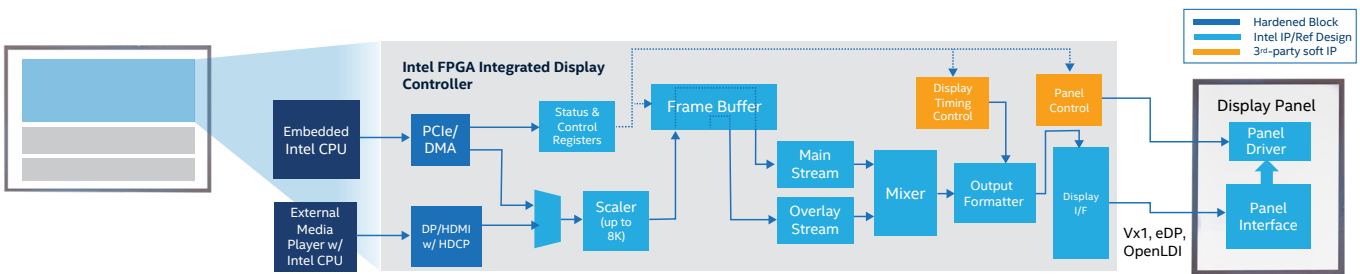 Hardened Block
Intel IP/Ref Design
3rd-party soft IP
Intel FPGA Integrated Display
Controller
Embedded
Intel CPU
External
Media
Player w/
Intel CPU
PCIe/
DMA
DP/HDMI
w/ HDCP
Status &
Control
Registers
Scaler
(up to
8K)
Frame Buffer
Main
Stream
Overlay
Stream
Mixer
Display
Timing
Control
Output
Formatter
Panel
Control
Display
I/F
Vx1, eDP,
OpenLDI
Display Panel
Panel
Driver
Panel
Interface